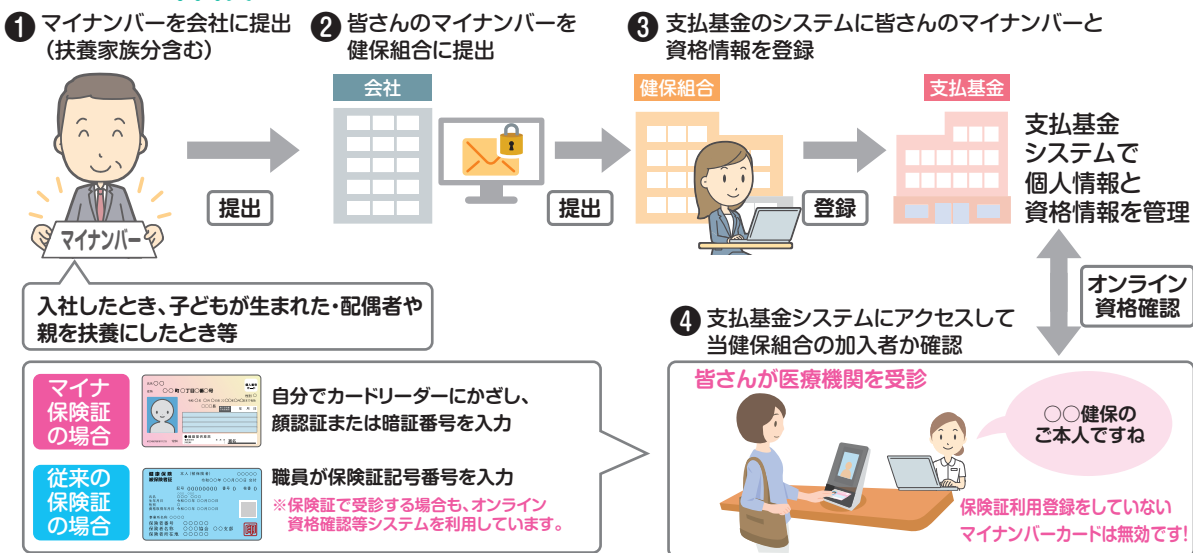 ❶ マイナンバーを会社に提出
（扶養家族分含む）
❷ 皆さんのマイナンバーを
健保組合に提出
❸ 支払基金のシステムに皆さんのマイナンバーと
資格情報を登録
会社
健保組合
支払基金
提出
提出
登録
マイナンバー
支払基金
システムで
個人情報と
資格情報を管理
入社したとき、子どもが生まれた・配偶者や
親を扶養にしたとき等
オンライン
資格確認
❹ 支払基金システムにアクセスして
当健保組合の加入者か確認
マイナ
保険証
の場合
自分でカードリーダーにかざし、
顔認証または暗証番号を入力
従来の
保険証
の場合
健康保険
被保険者証
職員が保険証記号番号を入力
※保険証で受診する場合も、オンライン
資格確認等システムを利用しています。
皆さんが医療機関を受診
○○健保の
ご本人ですね
保険証利用登録をしていない
マイナンバーカードは無効です!